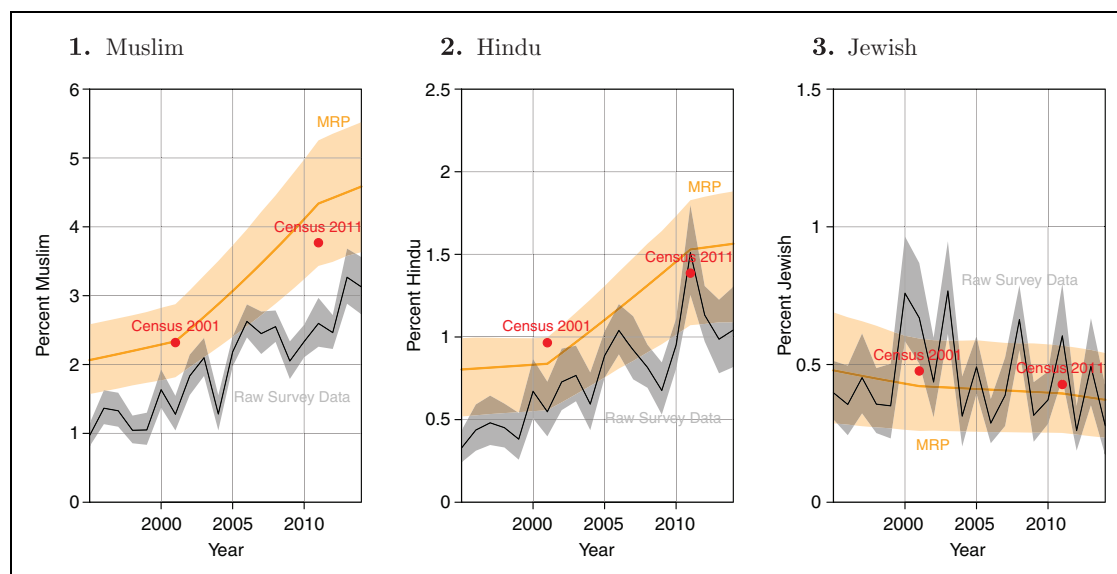 1. Muslim
6
5
4
3
2
1
0
Percent Muslim
MRP
Census 2011
Census 2001
Raw Survey Data
2000 2005 2010
Year
2. Hindu
2.5
2
1.5
1
0.5
0
Percent Hindu
MRP
Census 2011
Census 2001
Raw Survey Data
2000 2005 2010
Year
3. Jewish
1.5
1
0.5
0
Percent Jewish
Raw Survey Data
Census 2001
Census 2011
MRP
2000 2005 2010
Year